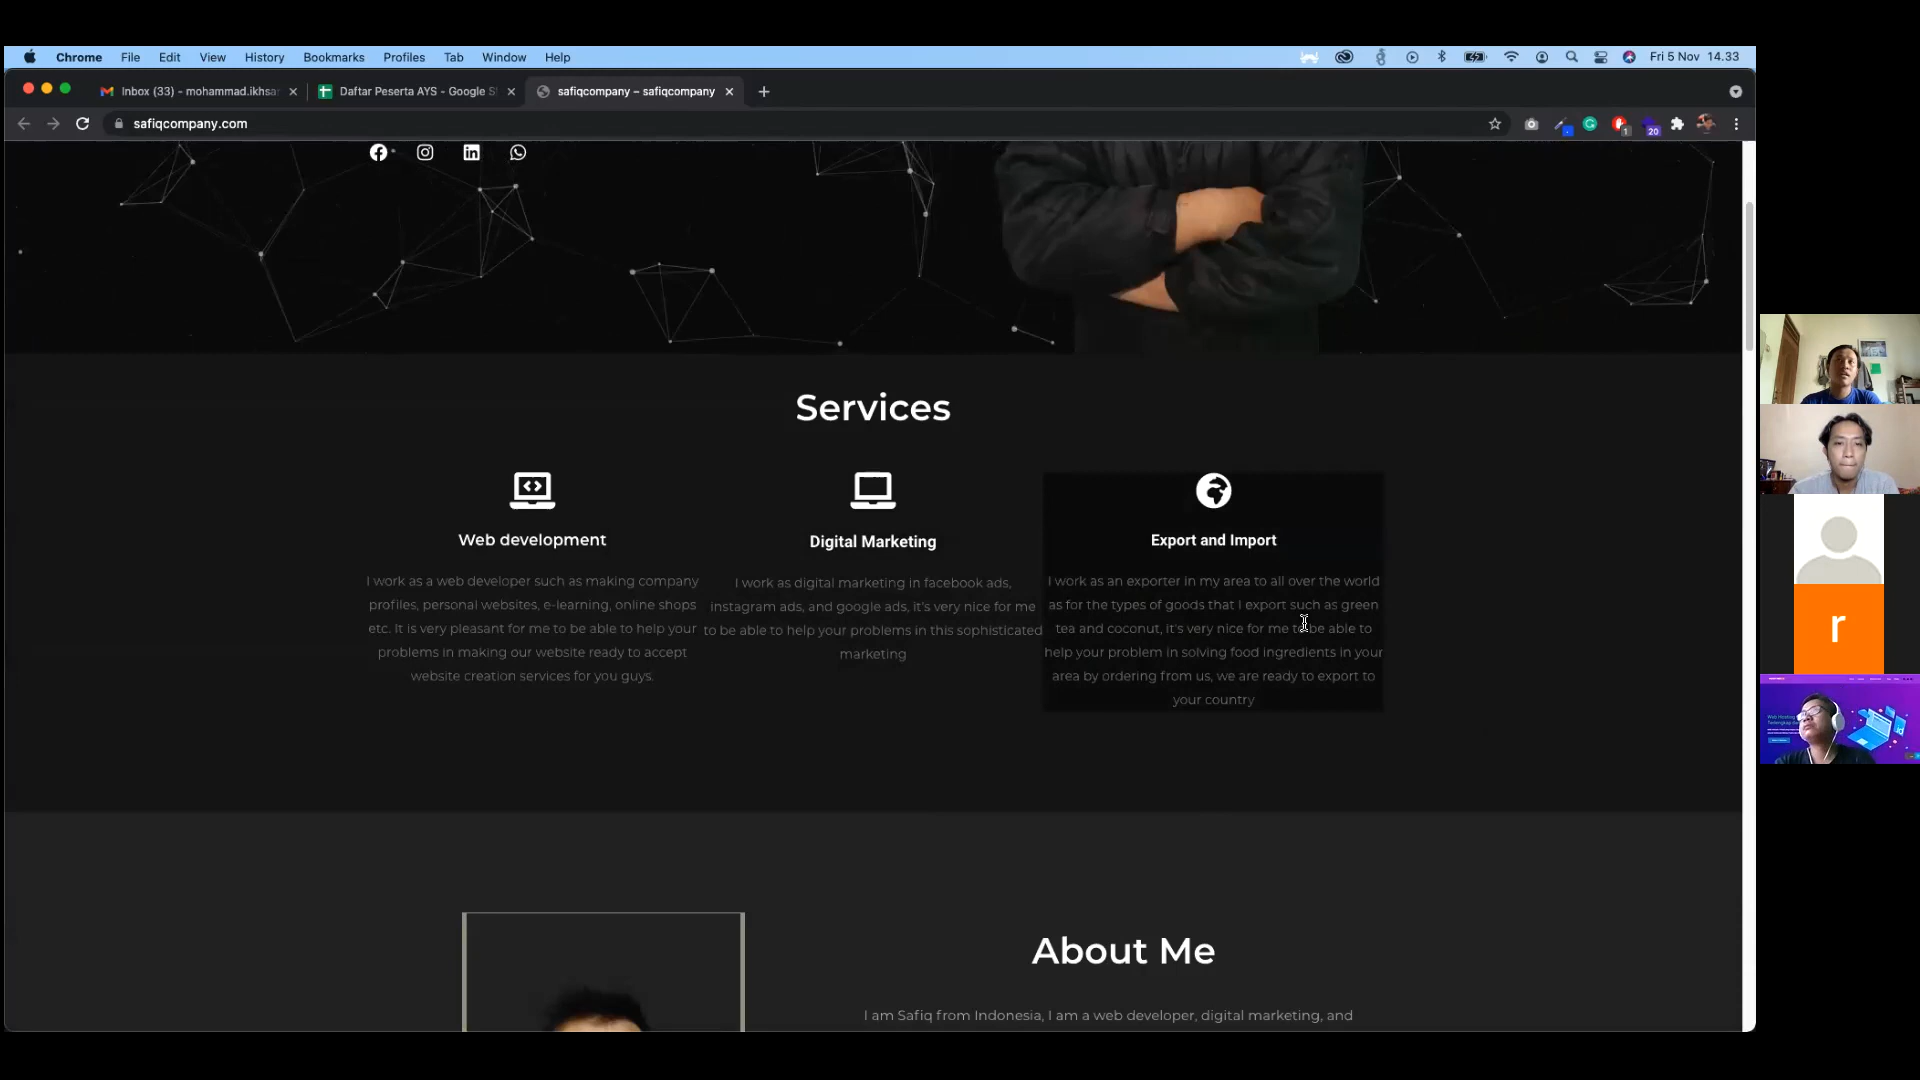 Chrome File Edit View History Bookmarks Profiles Tab Window Help Fri 5 Nov 14.33
Inbox (33) – mohammad.ikhsa Daftar Peserta AYS - Google S safiqcompany – safiqcompany
safiqcompany.com
1 20
Services
Web development
I work as a web developer such as making company
profiles, personal websites, e-learning, online shops
etc. It is very pleasant for me to be able to help your
problems in making our website ready to accept
website creation services for you guys.
Digital Marketing
I work as digital marketing in facebook ads,
instagram ads, and google ads, it's very nice for me
to be able to help your problems in this sophisticated
marketing
Export and Import
I work as an exporter in my area to all over the world
as for the types of goods that I export such as green
tea and coconut, it's very nice for me to be able to
help your problem in solving food ingredients in your
area by ordering from us, we are ready to export to
your country
About Me
I am Safiq from Indonesia, I am a web developer, digital marketing, and
r
Web Hosting